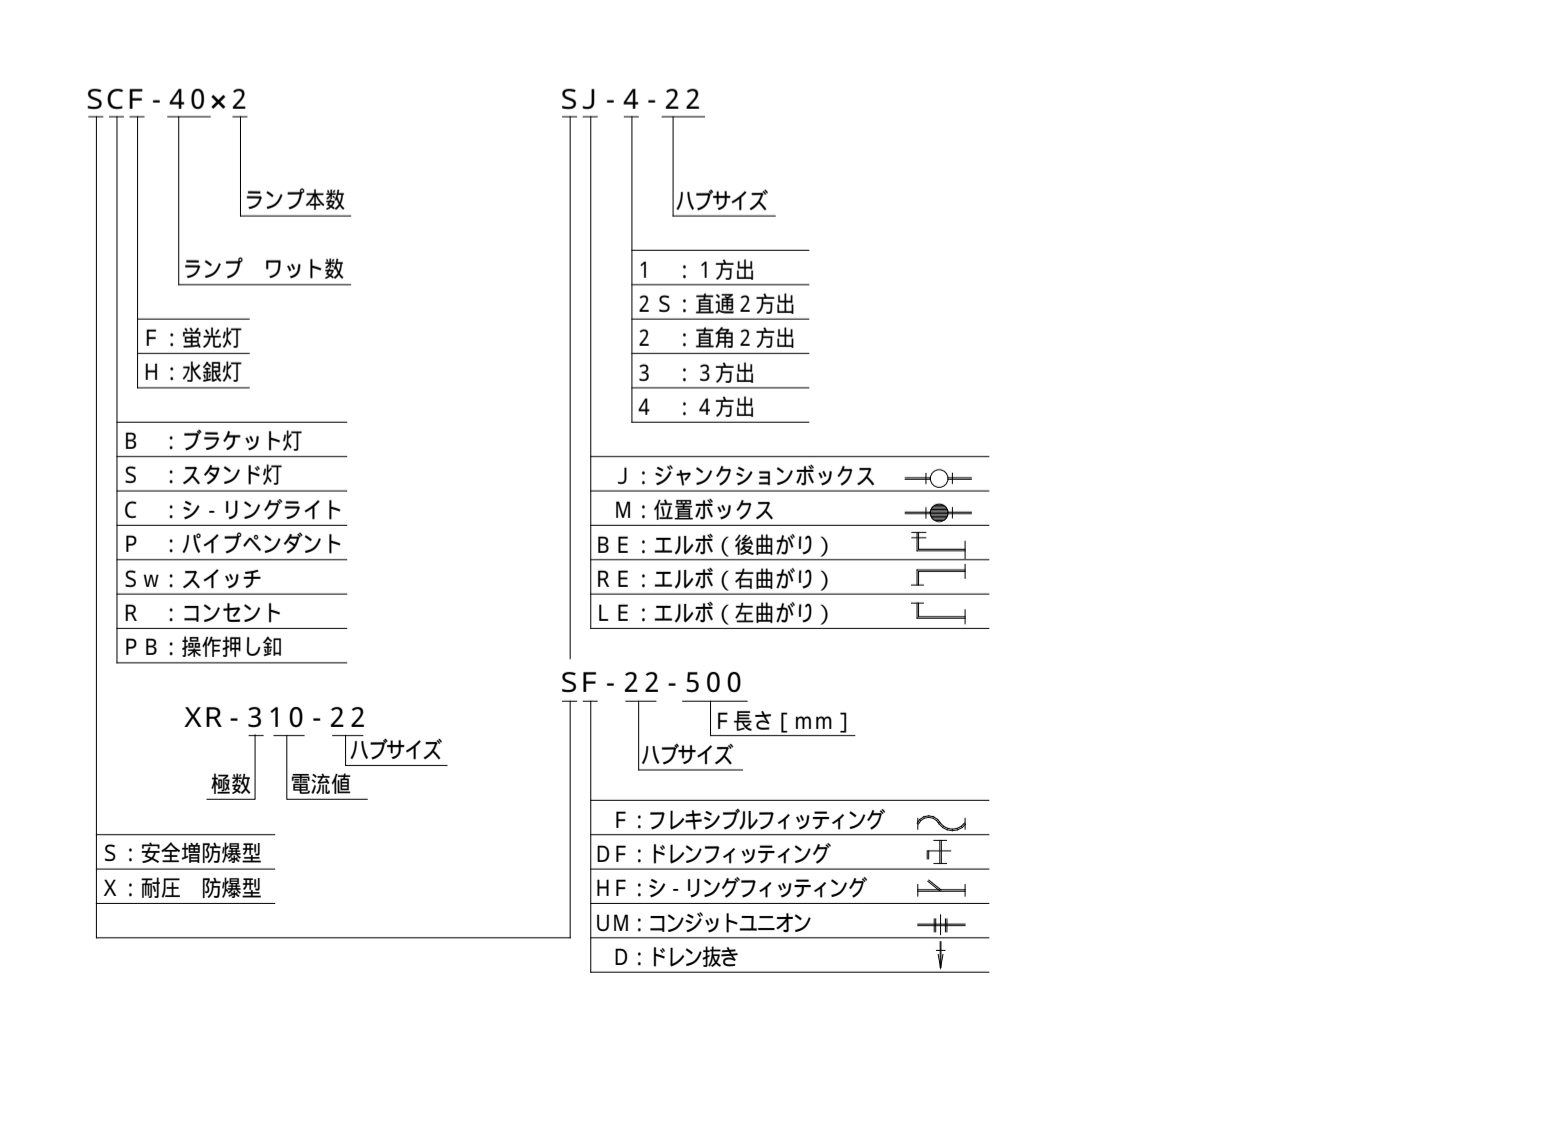 SCF-40×2
ランプ本数
ランプ　ワット数
F：蛍光灯
H：水銀灯
B　：ブラケット灯
S　：スタンド灯
C　：シ-リングライト
P　：パイプペンダント
Sw：スイッチ
R　：コンセント
PB：操作押し釦
XR-310-22
ハブサイズ
極数
電流値
S：安全増防爆型
X：耐圧　防爆型
SJ-4-22
ハブサイズ
1　：1方出
2S：直通2方出
2　：直角2方出
3　：3方出
4　：4方出
J：ジャンクションボックス
M：位置ボックス
BE：エルボ(後曲がり)
RE：エルボ(右曲がり)
LE：エルボ(左曲がり)
SF-22-500
F長さ[mm]
ハブサイズ
F：フレキシブルフィッティング
DF：ドレンフィッティング
HF：シ-リングフィッティング
UM：コンジットユニオン
D：ドレン抜き